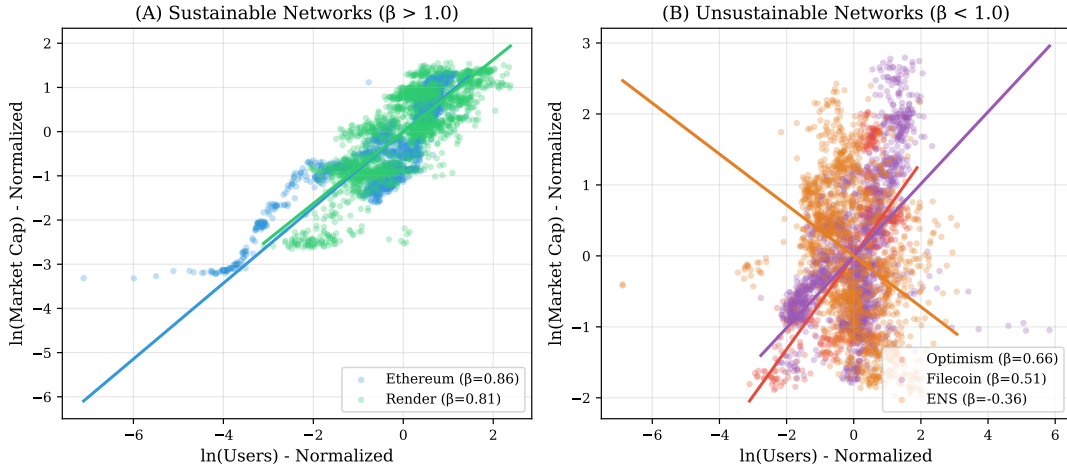 (A) Sustainable Networks (β > 1.0)
ln(Market Cap) - Normalized
2
1
0
−1
−2
−3
−4
−5
−6
Ethereum (β=0.86)
Render (β=0.81)
−6
−4
−2
0
2
ln(Users) - Normalized
(B) Unsustainable Networks (β < 1.0)
ln(Market Cap) - Normalized
3
2
1
0
−1
−2
Optimism (β=0.66)
Filecoin (β=0.51)
ENS (β=-0.36)
−6
−4
−2
0
2
4
6
ln(Users) - Normalized